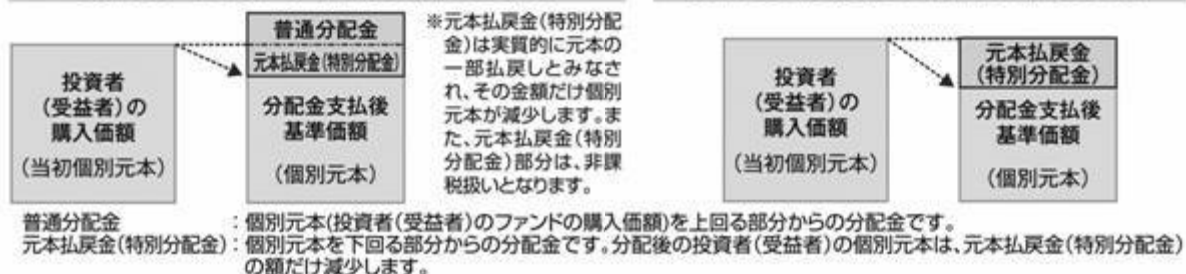 投資者
(受益者)の
購入価額
(当初個別元本)
普通分配金
元本払戻金(特別分配金)
分配金支払後
基準価額
(個別元本)
※元本払戻金(特別分配
金)は実質的に元本の
一部払戻しとみなさ
れ、その金額だけ個別
元本が減少します。ま
た、元本払戻金(特別
分配金)部分は、非課
税扱いとなります。
投資者
(受益者)の
購入価額
(当初個別元本)
元本払戻金
(特別分配金)
分配金支払後
基準価額
(個別元本)
普通分配金 :個別元本(投資者(受益者)のファンドの購入価額)を上回る部分からの分配金です。
元本払戻金(特別分配金):個別元本を下回る部分からの分配金です。分配後の投資者(受益者)の個別元本は、元本払戻金(特別分配金)
の額だけ減少します。